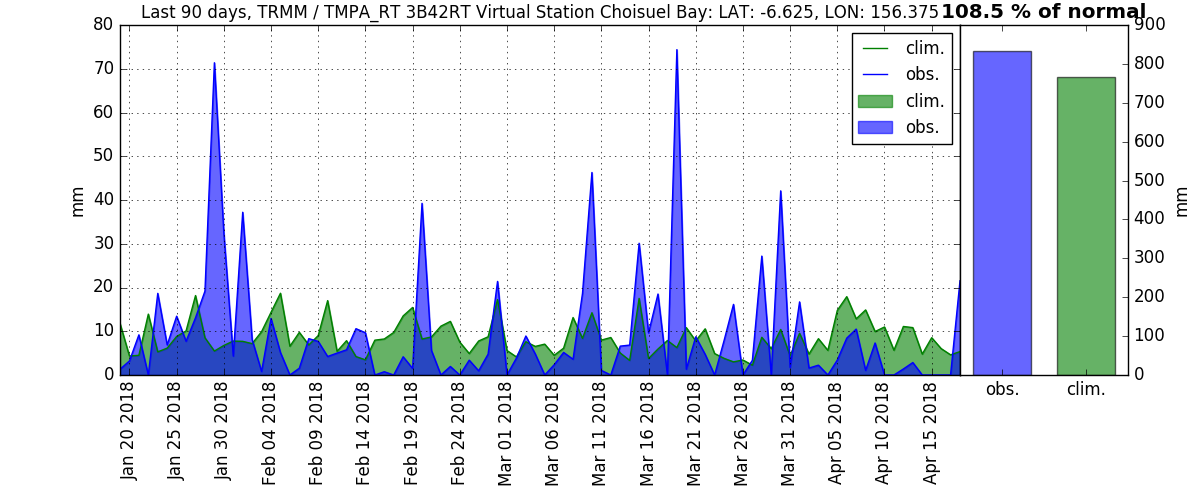 Last 90 days, TRMM / TMPA_RT 3B42RT Virtual Station Choisuel Bay: LAT: -6.625, LON: 156.375
108.5 % of normal
80
70
60
50
40
30
20
10
0
mm
clim.
obs.
clim.
obs.
Jan 20 2018
Jan 25 2018
Jan 30 2018
Feb 04 2018
Feb 09 2018
Feb 14 2018
Feb 19 2018
Feb 24 2018
Mar 01 2018
Mar 06 2018
Mar 11 2018
Mar 16 2018
Mar 21 2018
Mar 26 2018
Mar 31 2018
Apr 05 2018
Apr 10 2018
Apr 15 2018
900
800
700
600
500
400
300
200
100
0
mm
obs.
clim.